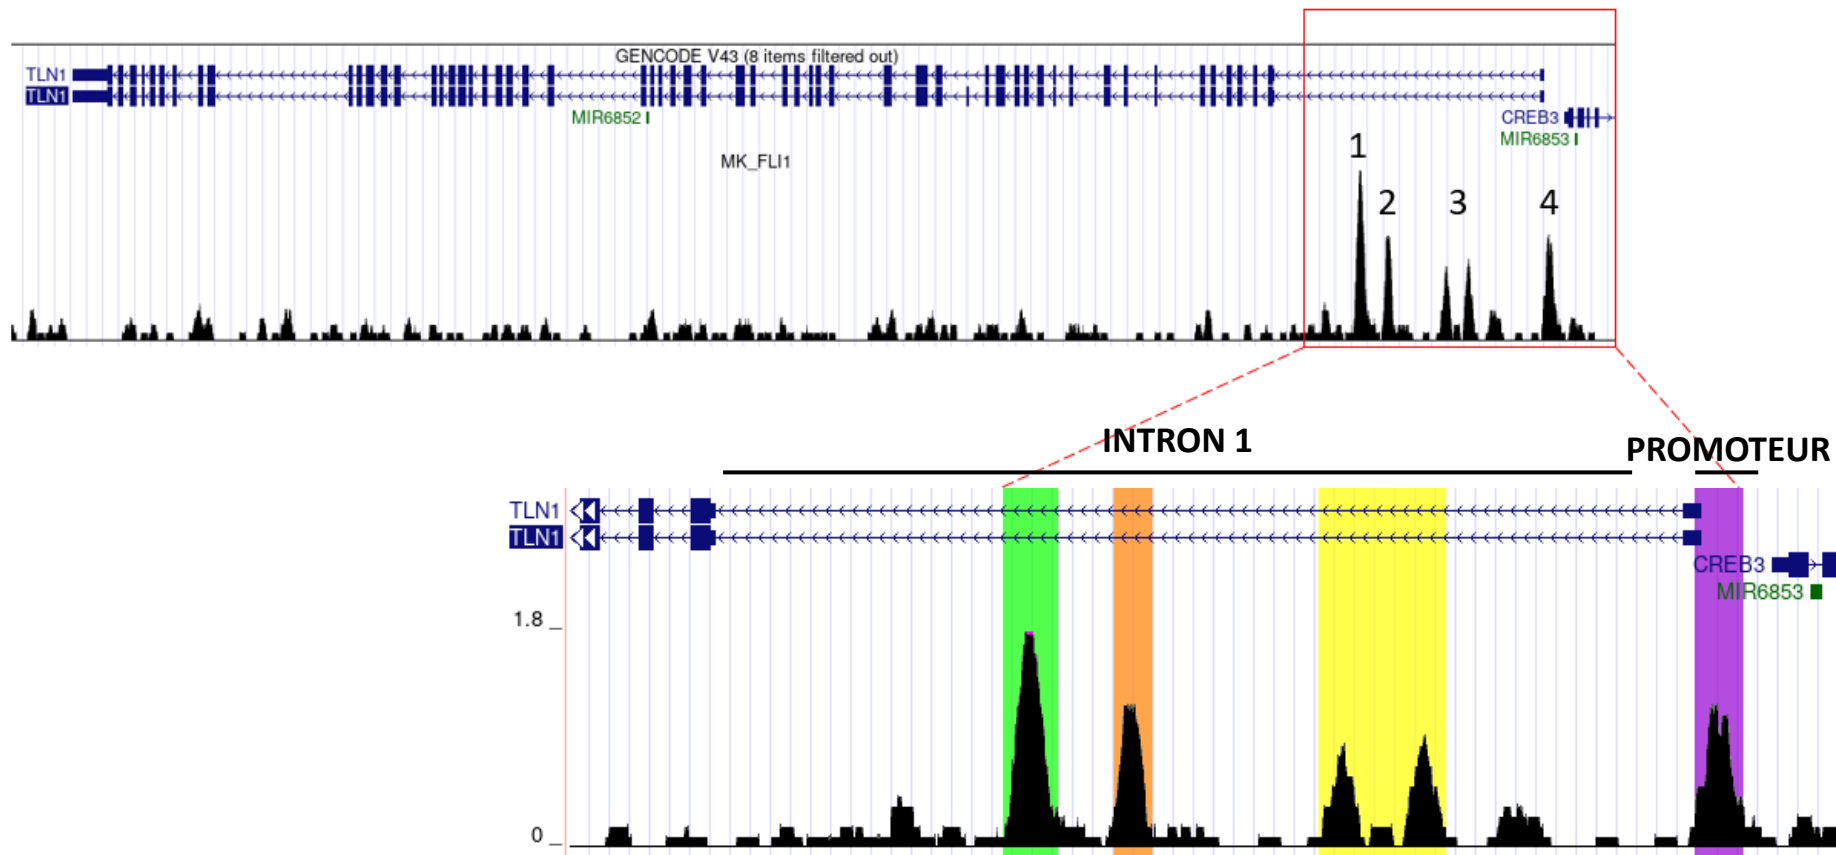 GENCODE V43 (8 items filtered out)
TLN1
TLN1
MIR6852
CREB3
MIR6853
MK_FLI1
1
2
3
4
INTRON 1
PROMOTEUR
TLN1
TLN1
CREB3
MIR6853
1.8 _
0 _